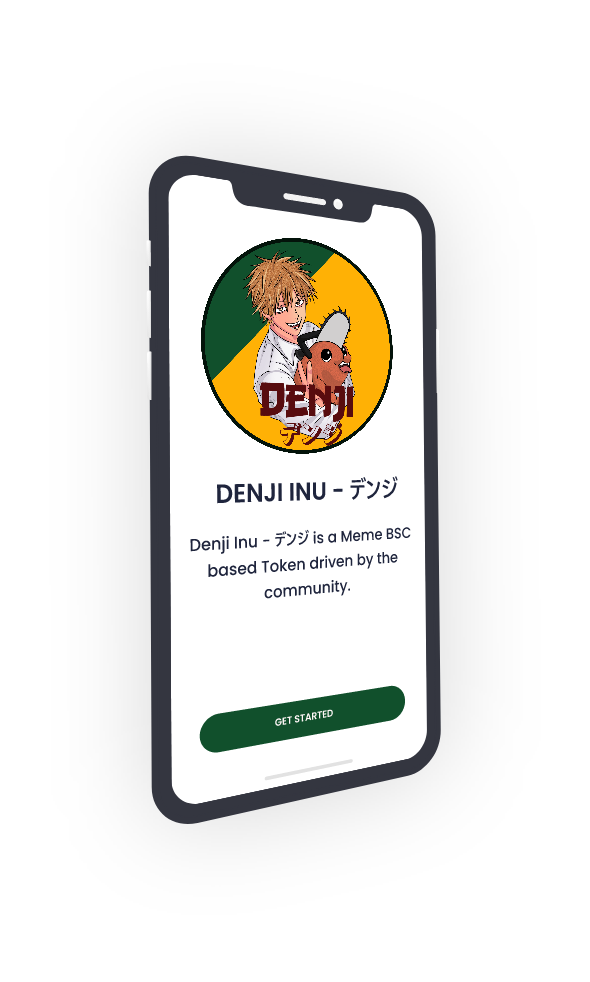 DENJI
デンジ
DENJI INU - デンジ
Denji Inu - デンジ is a Meme BSC
based Token driven by the
community.
GET STARTED